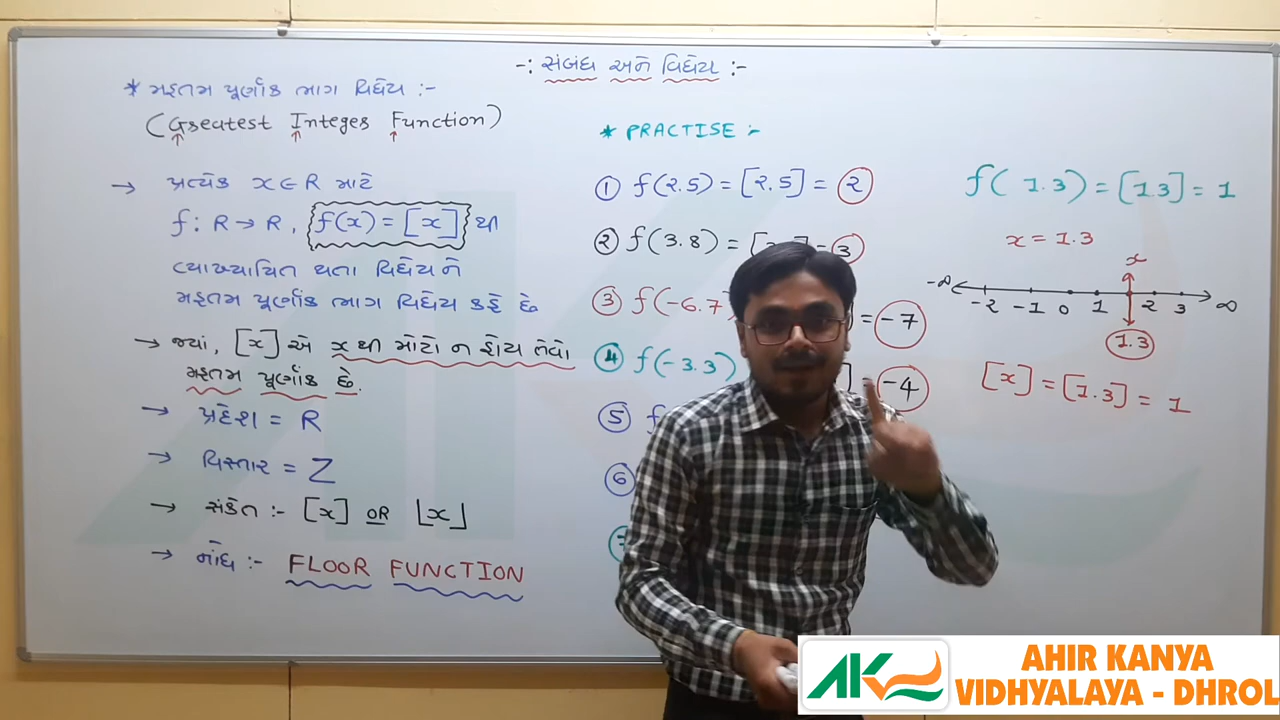 -: સંબંધ અને વિધેય :-
* મહત્તમ પૂર્ણાંક ભાગ વિધેય :-
(Greatest Integer Function)
→ પ્રત્યેક x∈R માટે
f: R → R, f(x) = [x] થી
વ્યાખ્યાયિત થતા વિધેય ને
મહત્તમ પૂર્ણાંક ભાગ વિધેય કહે છે
→ જ્યાં, [x] એ x થી મોટો ન હોય તેવો
મહત્તમ પૂર્ણાંક છે.
→ પ્રદેશ = R
→ વિસ્તાર = Z
→ સંકેત :- [x] OR ⌊x⌋
→ નોંધ :- FLOOR FUNCTION
* PRACTISE :-
① f(2.5) = [2.5] = 2
② f(3.8) = [ ] = 3
③ f(-6.7) = -7
④ f(-3.3) ] = -4
⑤ f
⑥
⑦
f( 1.3) = [1.3] = 1
x = 1.3
x
-∞ -2 -1 0 1 2 3 ∞
1.3
[x] = [1.3] = 1
AK
AHIR KANYA
VIDHYALAYA - DHROL